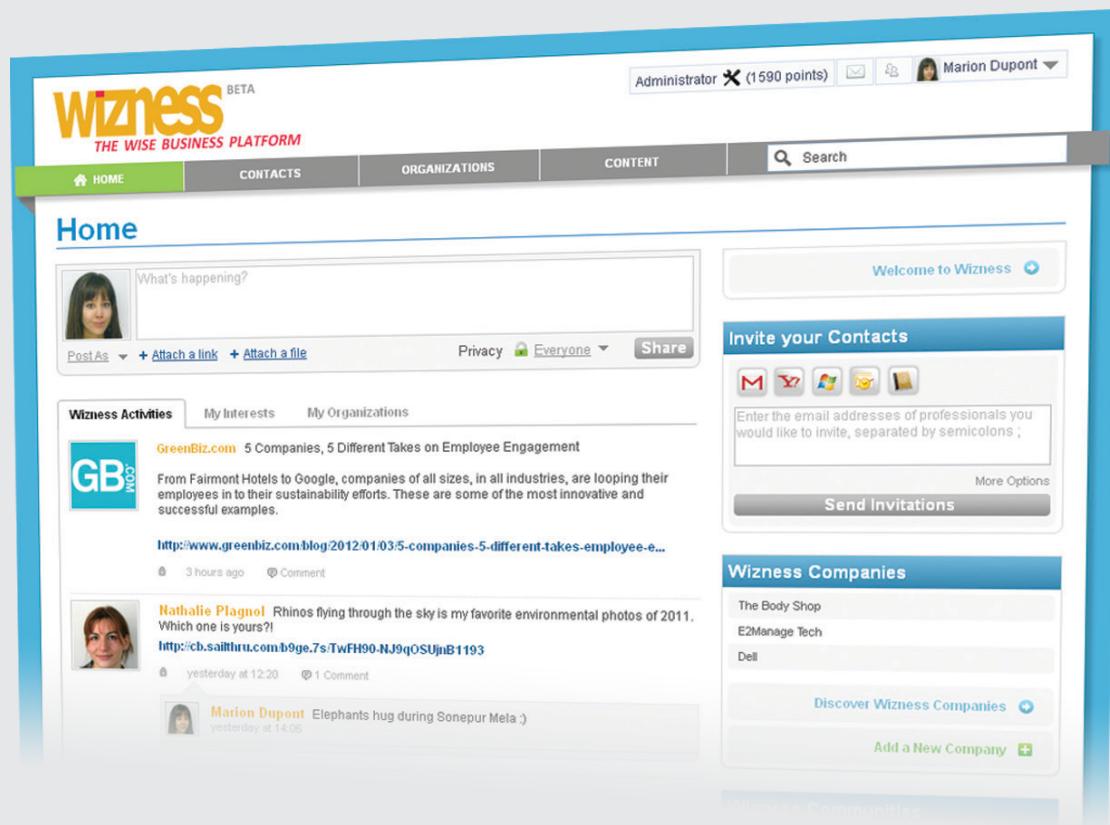 Wizness BETA
THE WISE BUSINESS PLATFORM
Administrator (1590 points) Marion Dupont
HOME CONTACTS ORGANIZATIONS CONTENT Search
Home
What's happening?
Post As + Attach a link + Attach a file Privacy Everyone Share
Wizness Activities My Interests My Organizations
GB.COM
GreenBiz.com 5 Companies, 5 Different Takes on Employee Engagement
From Fairmont Hotels to Google, companies of all sizes, in all industries, are looping their
employees in to their sustainability efforts. These are some of the most innovative and
successful examples.
http://www.greenbiz.com/blog/2012/01/03/5-companies-5-different-takes-employee-e...
3 hours ago Comment
Nathalie Plagnol Rhinos flying through the sky is my favorite environmental photos of 2011.
Which one is yours?!
http://cb.sailthru.com/b9ge.7s/TwFH90-NJ9qOSUjnB1193
yesterday at 12:20 1 Comment
Marion Dupont Elephants hug during Sonepur Mela :)
yesterday at 14:06
Welcome to Wizness
Invite your Contacts
Enter the email addresses of professionals you
would like to invite, separated by semicolons ;
More Options
Send Invitations
Wizness Companies
The Body Shop
E2Manage Tech
Dell
Discover Wizness Companies
Add a New Company
Wizness Communities